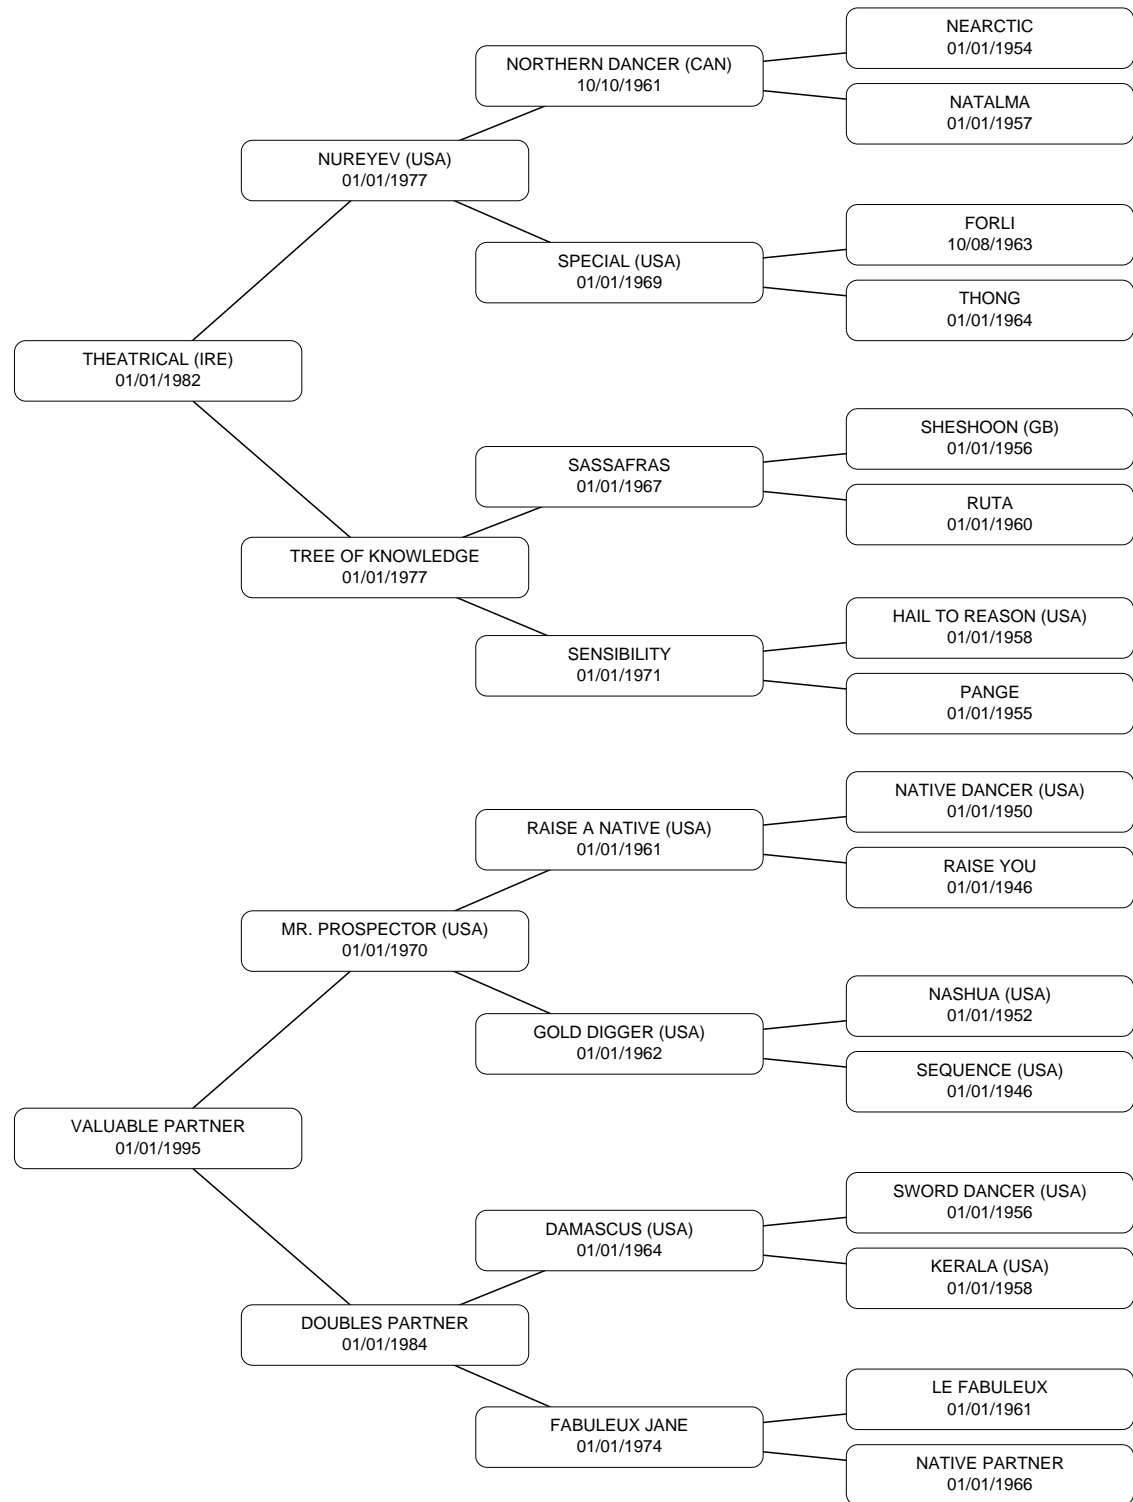 NEARCTIC
01/01/1954
NORTHERN DANCER (CAN)
10/10/1961
NATALMA
01/01/1957
NUREYEV (USA)
01/01/1977
FORLI
10/08/1963
SPECIAL (USA)
01/01/1969
THONG
01/01/1964
THEATRICAL (IRE)
01/01/1982
SHESHOON (GB)
01/01/1956
SASSAFRAS
01/01/1967
RUTA
01/01/1960
TREE OF KNOWLEDGE
01/01/1977
HAIL TO REASON (USA)
01/01/1958
SENSIBILITY
01/01/1971
PANGE
01/01/1955
NATIVE DANCER (USA)
01/01/1950
RAISE A NATIVE (USA)
01/01/1961
RAISE YOU
01/01/1946
MR. PROSPECTOR (USA)
01/01/1970
NASHUA (USA)
01/01/1952
GOLD DIGGER (USA)
01/01/1962
SEQUENCE (USA)
01/01/1946
VALUABLE PARTNER
01/01/1995
SWORD DANCER (USA)
01/01/1956
DAMASCUS (USA)
01/01/1964
KERALA (USA)
01/01/1958
DOUBLES PARTNER
01/01/1984
LE FABULEUX
01/01/1961
FABULEUX JANE
01/01/1974
NATIVE PARTNER
01/01/1966